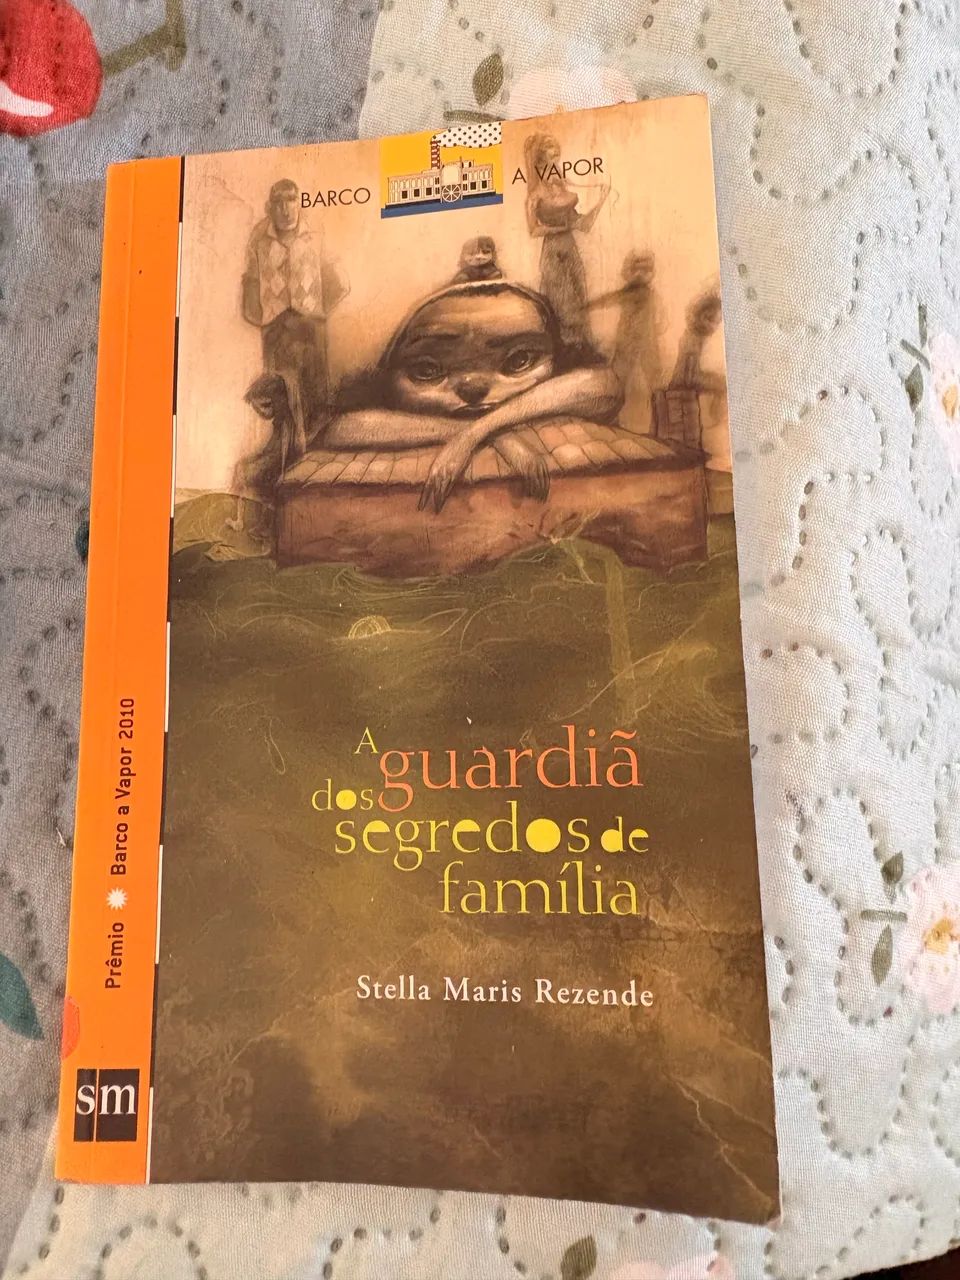 BARCO A VAPOR
A guardiã
dos
segredos de
família
Stella Maris Rezende
Prêmio Barco a Vapor 2010
sm